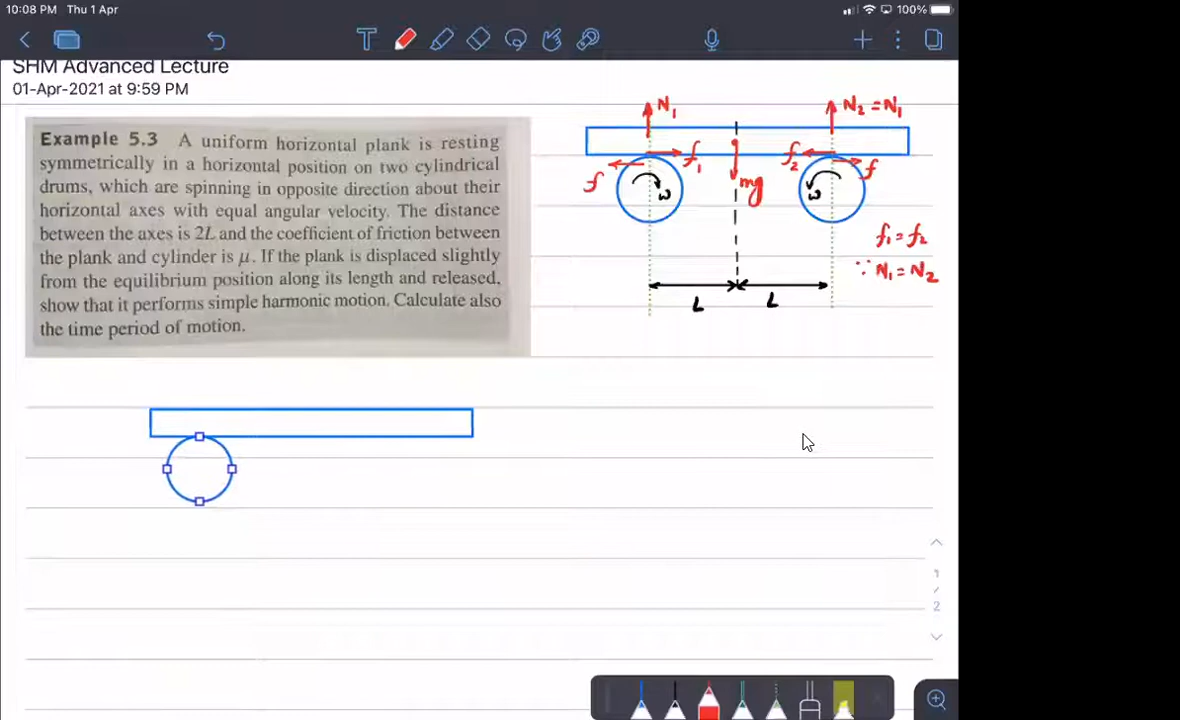 10:08 PM Thu 1 Apr
100%
SHM Advanced Lecture
01-Apr-2021 at 9:59 PM
Example 5.3 A uniform horizontal plank is resting
symmetrically in a horizontal position on two cylindrical
drums, which are spinning in opposite direction about their
horizontal axes with equal angular velocity. The distance
between the axes is 2L and the coefficient of friction between
the plank and cylinder is μ. If the plank is displaced slightly
from the equilibrium position along its length and released,
show that it performs simple harmonic motion. Calculate also
the time period of motion.
N₁
N₂ = N₁
f₁
f₂
f
f
mg
ω
ω
f₁ = f₂
∵ N₁ = N₂
L
L
1
/
2